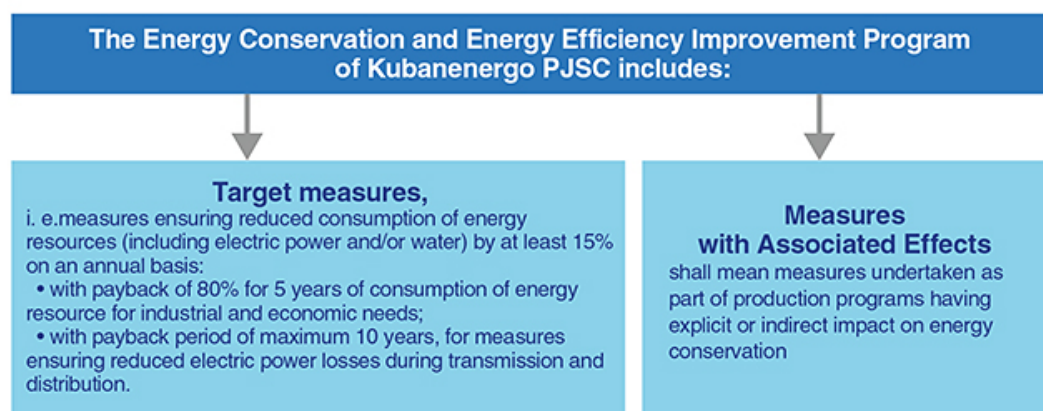 The Energy Conservation and Energy Efficiency Improvement Program
of Kubanenergo PJSC includes:
Target measures,
i. e.measures ensuring reduced consumption of energy
resources (including electric power and/or water) by at least 15%
on an annual basis:
• with payback of 80% for 5 years of consumption of energy
resource for industrial and economic needs;
• with payback period of maximum 10 years, for measures
ensuring reduced electric power losses during transmission and
distribution.
Measures
with Associated Effects
shall mean measures undertaken as
part of production programs having
explicit or indirect impact on energy
conservation